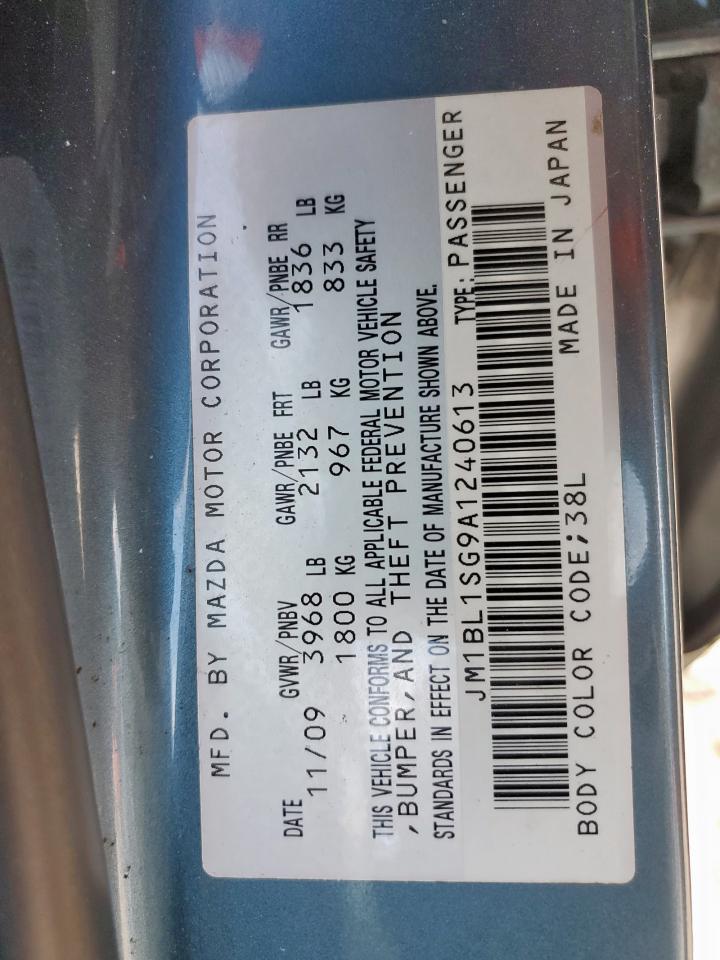 MFD. BY MAZDA MOTOR CORPORATION
DATE GVWR/PNBV GAWR/PNBE FRT GAWR/PNBE RR
11/09 3968 LB 2132 LB 1836 LB
1800 KG 967 KG 833 KG
THIS VEHICLE CONFORMS TO ALL APPLICABLE FEDERAL MOTOR VEHICLE SAFETY
,BUMPER,AND THEFT PREVENTION
STANDARDS IN EFFECT ON THE DATE OF MANUFACTURE SHOWN ABOVE.
JM1BL1SG9A1240613 TYPE: PASSENGER
BODY COLOR CODE;38L MADE IN JAPAN